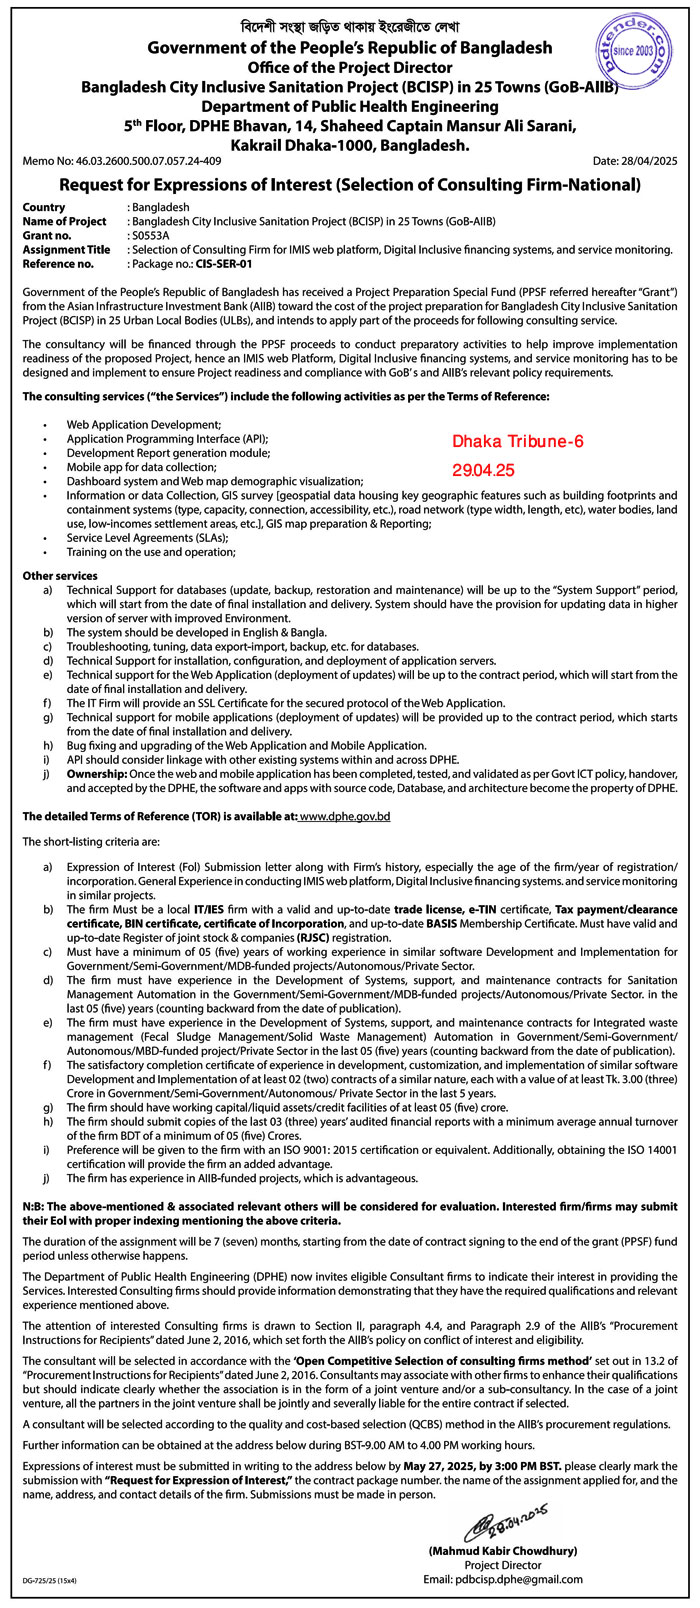 বিদেশী সংস্থা জড়িত থাকায় ইংরেজীতে লেখা
Government of the People's Republic of Bangladesh
Office of the Project Director
Bangladesh City Inclusive Sanitation Project (BCISP) in 25 Towns (GoB-AIIB)
Department of Public Health Engineering
5th Floor, DPHE Bhavan, 14, Shaheed Captain Mansur Ali Sarani,
Kakrail Dhaka-1000, Bangladesh.
bdtender.com
since 2003
Memo No: 46.03.2600.500.07.057.24-409 Date: 28/04/2025
Request for Expressions of Interest (Selection of Consulting Firm-National)
Country : Bangladesh
Name of Project : Bangladesh City Inclusive Sanitation Project (BCISP) in 25 Towns (GoB-AIIB)
Grant no. : S0553A
Assignment Title : Selection of Consulting Firm for IMIS web platform, Digital Inclusive financing systems, and service monitoring.
Reference no. : Package no.: CIS-SER-01
Government of the People's Republic of Bangladesh has received a Project Preparation Special Fund (PPSF referred hereafter "Grant")
from the Asian Infrastructure Investment Bank (AIIB) toward the cost of the project preparation for Bangladesh City Inclusive Sanitation
Project (BCISP) in 25 Urban Local Bodies (ULBs), and intends to apply part of the proceeds for following consulting service.
The consultancy will be financed through the PPSF proceeds to conduct preparatory activities to help improve implementation
readiness of the proposed Project, hence an IMIS web Platform, Digital Inclusive financing systems, and service monitoring has to be
designed and implement to ensure Project readiness and compliance with GoB' s and AIIB's relevant policy requirements.
The consulting services ("the Services") include the following activities as per the Terms of Reference:
• Web Application Development;
• Application Programming Interface (API);
• Development Report generation module;
• Mobile app for data collection;
• Dashboard system and Web map demographic visualization;
• Information or data Collection, GIS survey [geospatial data housing key geographic features such as building footprints and
containment systems (type, capacity, connection, accessibility, etc.), road network (type width, length, etc), water bodies, land
use, low-incomes settlement areas, etc.], GIS map preparation & Reporting;
• Service Level Agreements (SLAs);
• Training on the use and operation;
Dhaka Tribune-6
29.04.25
Other services
a) Technical Support for databases (update, backup, restoration and maintenance) will be up to the "System Support" period,
which will start from the date of final installation and delivery. System should have the provision for updating data in higher
version of server with improved Environment.
b) The system should be developed in English & Bangla.
c) Troubleshooting, tuning, data export-import, backup, etc. for databases.
d) Technical Support for installation, configuration, and deployment of application servers.
e) Technical support for the Web Application (deployment of updates) will be up to the contract period, which will start from the
date of final installation and delivery.
f) The IT Firm will provide an SSL Certificate for the secured protocol of the Web Application.
g) Technical support for mobile applications (deployment of updates) will be provided up to the contract period, which starts
from the date of final installation and delivery.
h) Bug fixing and upgrading of the Web Application and Mobile Application.
i) API should consider linkage with other existing systems within and across DPHE.
j) Ownership: Once the web and mobile application has been completed, tested, and validated as per Govt ICT policy, handover,
and accepted by the DPHE, the software and apps with source code, Database, and architecture become the property of DPHE.
The detailed Terms of Reference (TOR) is available at: www.dphe.gov.bd
The short-listing criteria are:
a) Expression of Interest (FoI) Submission letter along with Firm's history, especially the age of the firm/year of registration/
incorporation. General Experience in conducting IMIS web platform, Digital Inclusive financing systems. and service monitoring
in similar projects.
b) The firm Must be a local IT/IES firm with a valid and up-to-date trade license, e-TIN certificate, Tax payment/clearance
certificate, BIN certificate, certificate of Incorporation, and up-to-date BASIS Membership Certificate. Must have valid and
up-to-date Register of joint stock & companies (RJSC) registration.
c) Must have a minimum of 05 (five) years of working experience in similar software Development and Implementation for
Government/Semi-Government/MDB-funded projects/Autonomous/Private Sector.
d) The firm must have experience in the Development of Systems, support, and maintenance contracts for Sanitation
Management Automation in the Government/Semi-Government/MDB-funded projects/Autonomous/Private Sector. in the
last 05 (five) years (counting backward from the date of publication).
e) The firm must have experience in the Development of Systems, support, and maintenance contracts for Integrated waste
management (Fecal Sludge Management/Solid Waste Management) Automation in Government/Semi-Government/
Autonomous/MBD-funded project/Private Sector in the last 05 (five) years (counting backward from the date of publication).
f) The satisfactory completion certificate of experience in development, customization, and implementation of similar software
Development and Implementation of at least 02 (two) contracts of a similar nature, each with a value of at least Tk. 3.00 (three)
Crore in Government/Semi-Government/Autonomous/ Private Sector in the last 5 years.
g) The firm should have working capital/liquid assets/credit facilities of at least 05 (five) crore.
h) The firm should submit copies of the last 03 (three) years' audited financial reports with a minimum average annual turnover
of the firm BDT of a minimum of 05 (five) Crores.
i) Preference will be given to the firm with an ISO 9001: 2015 certification or equivalent. Additionally, obtaining the ISO 14001
certification will provide the firm an added advantage.
j) The firm has experience in AIIB-funded projects, which is advantageous.
N:B: The above-mentioned & associated relevant others will be considered for evaluation. Interested firm/firms may submit
their EoI with proper indexing mentioning the above criteria.
The duration of the assignment will be 7 (seven) months, starting from the date of contract signing to the end of the grant (PPSF) fund
period unless otherwise happens.
The Department of Public Health Engineering (DPHE) now invites eligible Consultant firms to indicate their interest in providing the
Services. Interested Consulting firms should provide information demonstrating that they have the required qualifications and relevant
experience mentioned above.
The attention of interested Consulting firms is drawn to Section II, paragraph 4.4, and Paragraph 2.9 of the AIIB's "Procurement
Instructions for Recipients" dated June 2, 2016, which set forth the AIIB's policy on conflict of interest and eligibility.
The consultant will be selected in accordance with the 'Open Competitive Selection of consulting firms method' set out in 13.2 of
"Procurement Instructions for Recipients" dated June 2, 2016. Consultants may associate with other firms to enhance their qualifications
but should indicate clearly whether the association is in the form of a joint venture and/or a sub-consultancy. In the case of a joint
venture, all the partners in the joint venture shall be jointly and severally liable for the entire contract if selected.
A consultant will be selected according to the quality and cost-based selection (QCBS) method in the AIIB's procurement regulations.
Further information can be obtained at the address below during BST-9.00 AM to 4.00 PM working hours.
Expressions of interest must be submitted in writing to the address below by May 27, 2025, by 3:00 PM BST. please clearly mark the
submission with "Request for Expression of Interest," the contract package number. the name of the assignment applied for, and the
name, address, and contact details of the firm. Submissions must be made in person.
28.04.2025
(Mahmud Kabir Chowdhury)
Project Director
Email: pdbcisp.dphe@gmail.com
DG-725/25 (15x4)